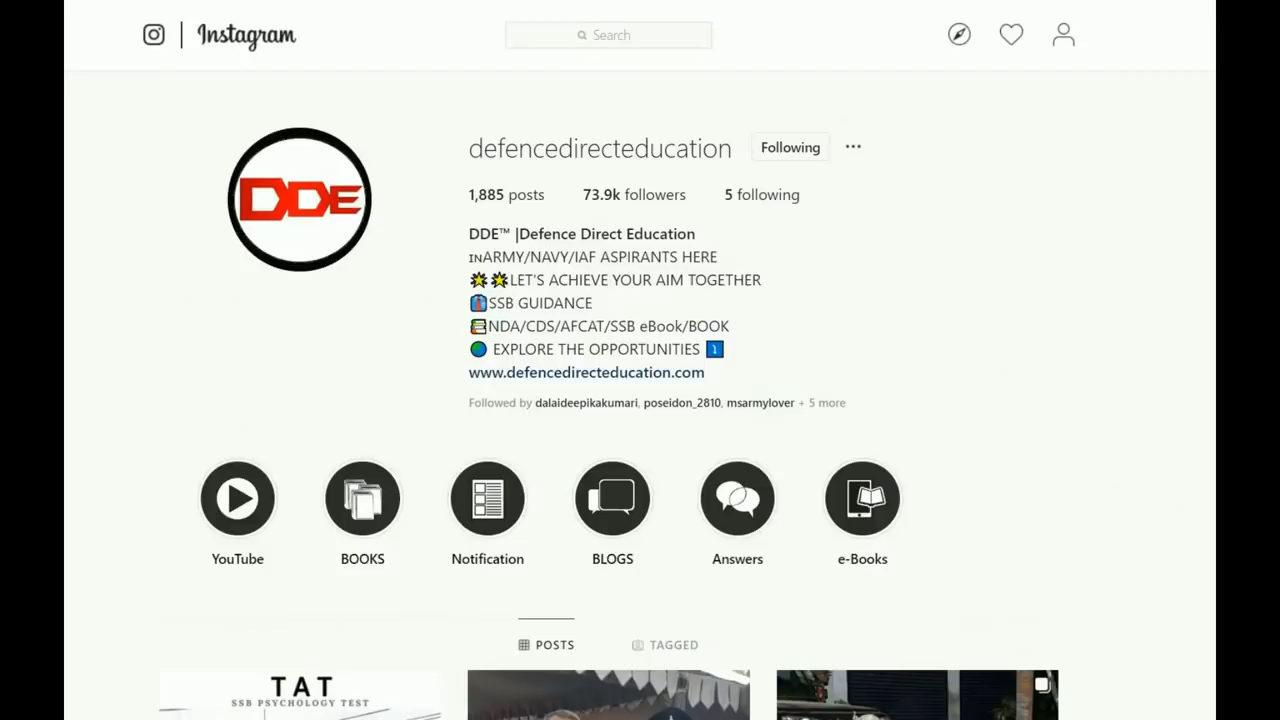 Instagram
Search
DDE
defencedirecteducation Following ...
1,885 posts 73.9k followers 5 following
DDE™ |Defence Direct Education
ɪɴARMY/NAVY/IAF ASPIRANTS HERE
🌟🌟LET'S ACHIEVE YOUR AIM TOGETHER
👔SSB GUIDANCE
📚NDA/CDS/AFCAT/SSB eBook/BOOK
🌍 EXPLORE THE OPPORTUNITIES ⤵
www.defencedirecteducation.com
Followed by dalaideepikakumari, poseidon_2810, msarmylover + 5 more
YouTube BOOKS Notification BLOGS Answers e-Books
POSTS TAGGED
TAT
SSB PSYCHOLOGY TEST